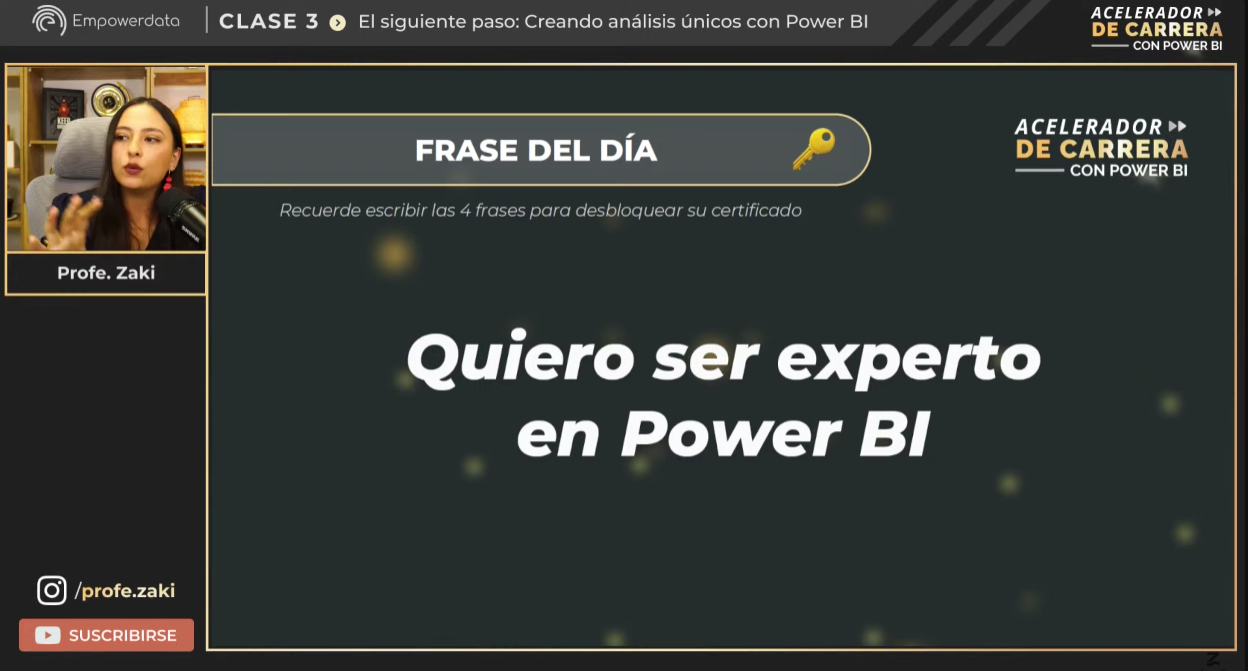 Empowerdata
CLASE 3
El siguiente paso: Creando análisis únicos con Power BI
ACELERADOR
DE CARRERA
CON POWER BI
FRASE DEL DÍA
ACELERADOR
DE CARRERA
CON POWER BI
Recuerde escribir las 4 frases para desbloquear su certificado
Profe. Zaki
Quiero ser experto
en Power BI
/profe.zaki
SUSCRIBIRSE